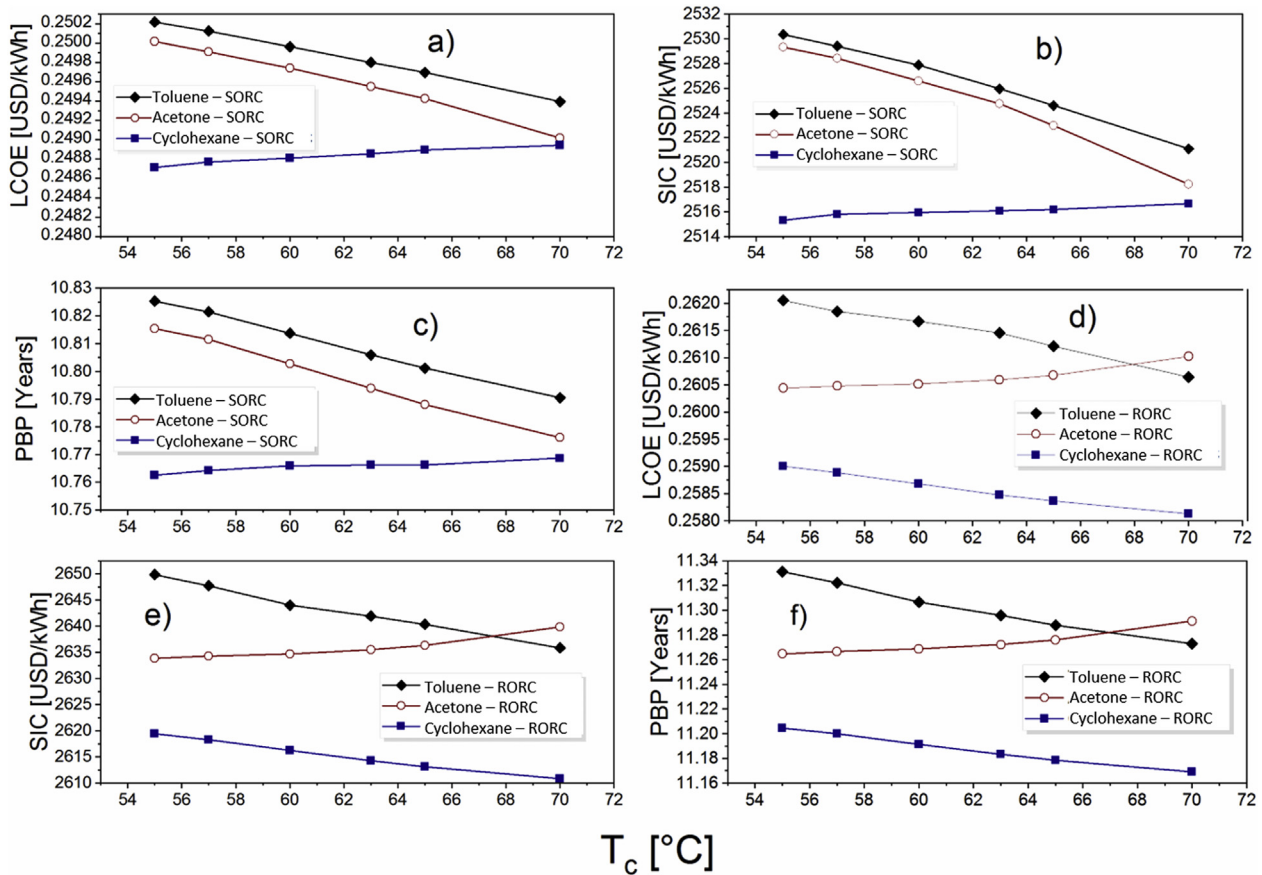 LCOE [USD/kWh]
0.2502
0.2500
0.2498
0.2496
0.2494
0.2492
0.2490
0.2488
0.2486
0.2484
0.2482
0.2480
a)
Toluene – SORC
Acetone – SORC
Cyclohexane – SORC
54 56 58 60 62 64 66 68 70 72
SIC [USD/kWh]
2532
2530
2528
2526
2524
2522
2520
2518
2516
2514
b)
Toluene – SORC
Acetone – SORC
Cyclohexane – SORC
54 56 58 60 62 64 66 68 70 72
PBP [Years]
10.83
10.82
10.81
10.80
10.79
10.78
10.77
10.76
10.75
c)
Toluene – SORC
Acetone – SORC
Cyclohexane – SORC
54 56 58 60 62 64 66 68 70 72
LCOE [USD/kWh]
0.2620
0.2615
0.2610
0.2605
0.2600
0.2595
0.2590
0.2585
0.2580
d)
Toluene – RORC
Acetone – RORC
Cyclohexane – RORC
54 56 58 60 62 64 66 68 70 72
SIC [USD/kWh]
2650
2645
2640
2635
2630
2625
2620
2615
2610
e)
Toluene – RORC
Acetone – RORC
Cyclohexane – RORC
54 56 58 60 62 64 66 68 70 72
PBP [Years]
11.34
11.32
11.30
11.28
11.26
11.24
11.22
11.20
11.18
11.16
f)
Toluene – RORC
Acetone – RORC
Cyclohexane – RORC
54 56 58 60 62 64 66 68 70 72
Tc [°C]